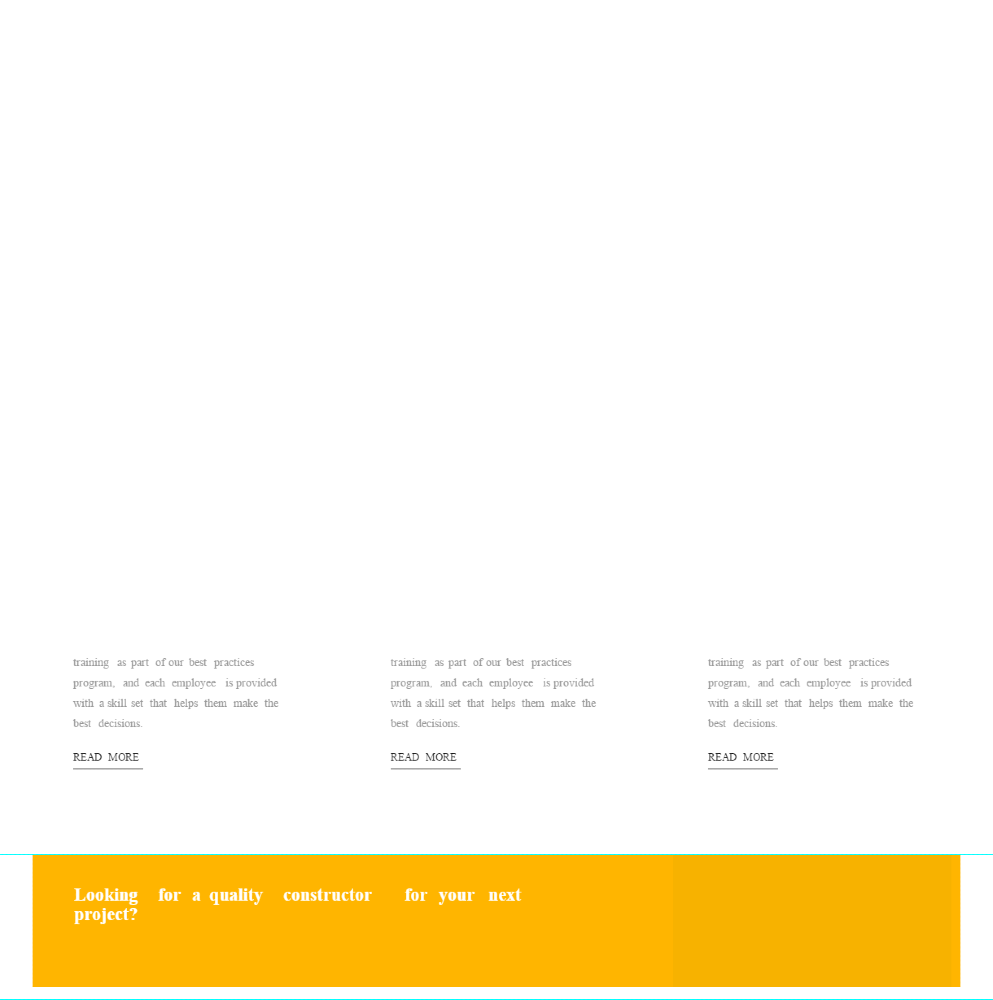 training as part of our best practices
program, and each employee is provided
with a skill set that helps them make the
best decisions.
READ MORE
training as part of our best practices
program, and each employee is provided
with a skill set that helps them make the
best decisions.
READ MORE
training as part of our best practices
program, and each employee is provided
with a skill set that helps them make the
best decisions.
READ MORE
Looking for a quality constructor for your next
project?